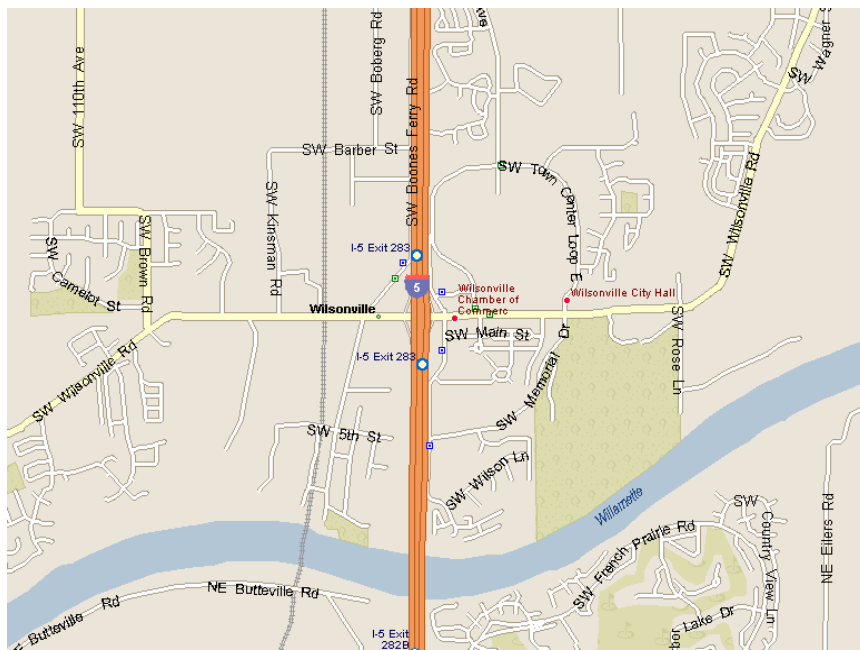 SW 110th Ave
SW Boberg Rd
SW Boones Ferry Rd
Ave
SW Wagner
SW Barber St
SW Town Center Loop E
SW Wilsonville Rd
SW Kinsman Rd
SW Brown Rd
SW Camelot St
I-5 Exit 283
5
Wilsonville
Chamber of
Commerc
Wilsonville City Hall
Wilsonville
SW Main St
SW Rose Ln
I-5 Exit 283
SW Memorial Dr
SW Wilsonville Rd
SW 5th St
SW Wilson Ln
Willamette
SW French Prairie Rd
SW Country View Ln
NE Eilers Rd
NE Butteville Rd
E Butteville Rd
Lake Dr
I-5 Exit
282B